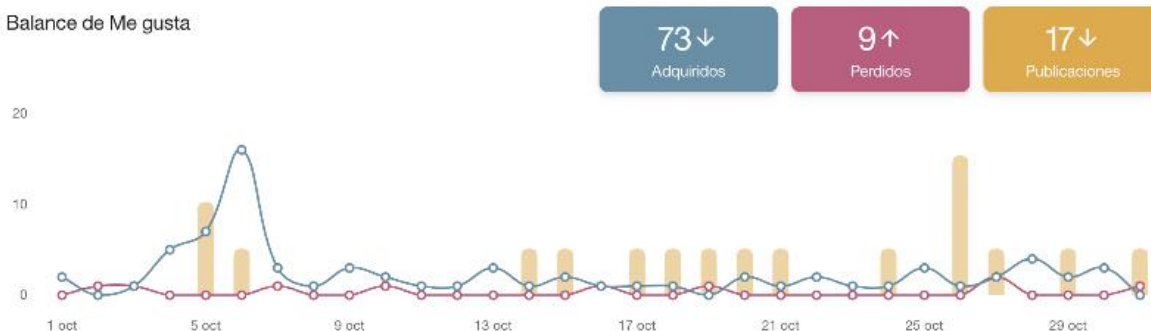 Balance de Me gusta
73↓
Adquiridos
9↑
Perdidos
17↓
Publicaciones
20
10
0
1 oct
5 oct
9 oct
13 oct
17 oct
21 oct
25 oct
29 oct